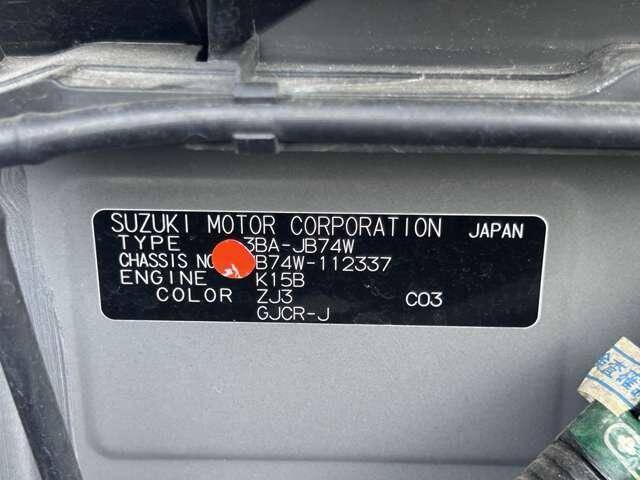 SUZUKI MOTOR CORPORATION JAPAN
TYPE 3BA-JB74W
CHASSIS NO B74W-112337
ENGINE K15B
COLOR ZJ3 C03
GJCR-J